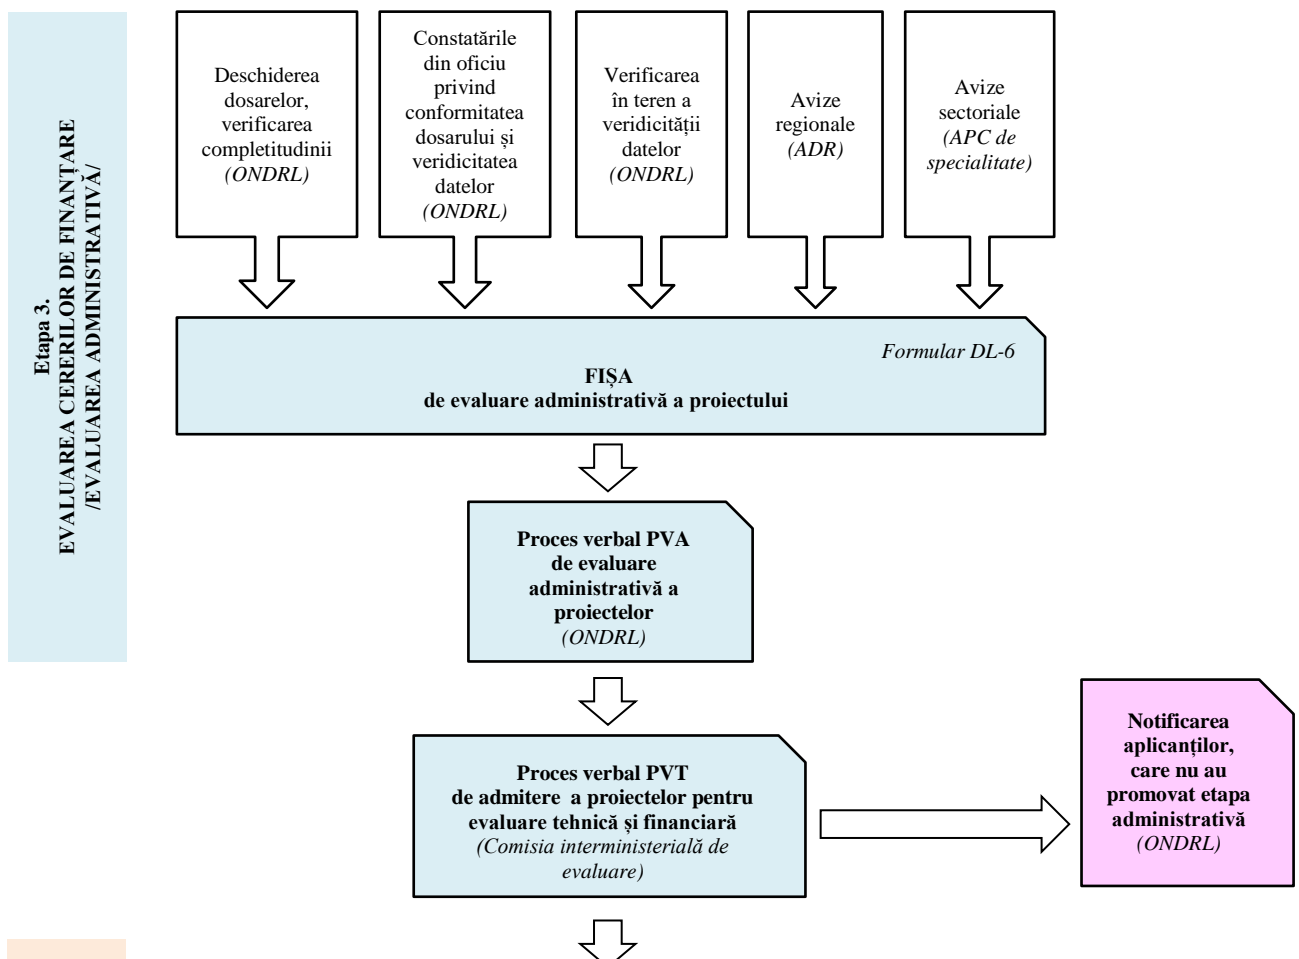 Etapa 3.
EVALUAREA CERERILOR DE FINANȚARE
/EVALUAREA ADMINISTRATIVĂ/
Deschiderea
dosarelor,
verificarea
completitudinii
(ONDRL)
Constatările
din oficiu
privind
conformitatea
dosarului și
veridicitatea
datelor
(ONDRL)
Verificarea
în teren a
veridicității
datelor
(ONDRL)
Avize
regionale
(ADR)
Avize
sectoriale
(APC de
specialitate)
Formular DL-6
FIȘA
de evaluare administrativă a proiectului
Proces verbal PVA
de evaluare
administrativă a
proiectelor
(ONDRL)
Proces verbal PVT
de admitere a proiectelor pentru
evaluare tehnică și financiară
(Comisia interministerială de
evaluare)
Notificarea
aplicanților,
care nu au
promovat etapa
administrativă
(ONDRL)